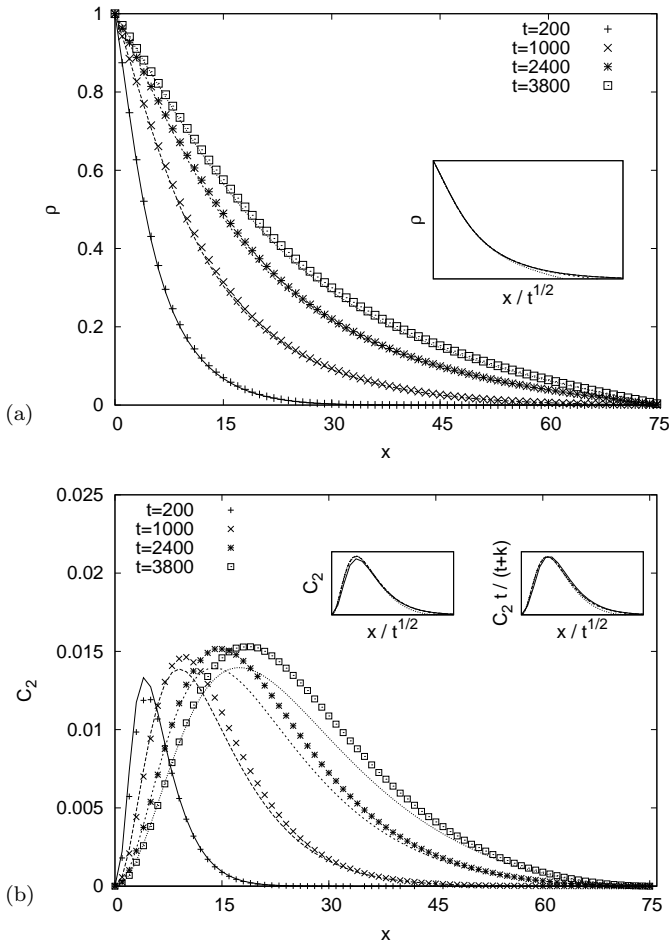 1
0.8
0.6
0.4
0.2
0
ρ
t=200
t=1000
t=2400
t=3800
ρ
x / t^{1/2}
0 15 30 45 60 75
x
(a)
0.025
0.02
0.015
0.01
0.005
0
C_2
t=200
t=1000
t=2400
t=3800
C_2
x / t^{1/2}
C_2 t / (t+k)
x / t^{1/2}
0 15 30 45 60 75
x
(b)